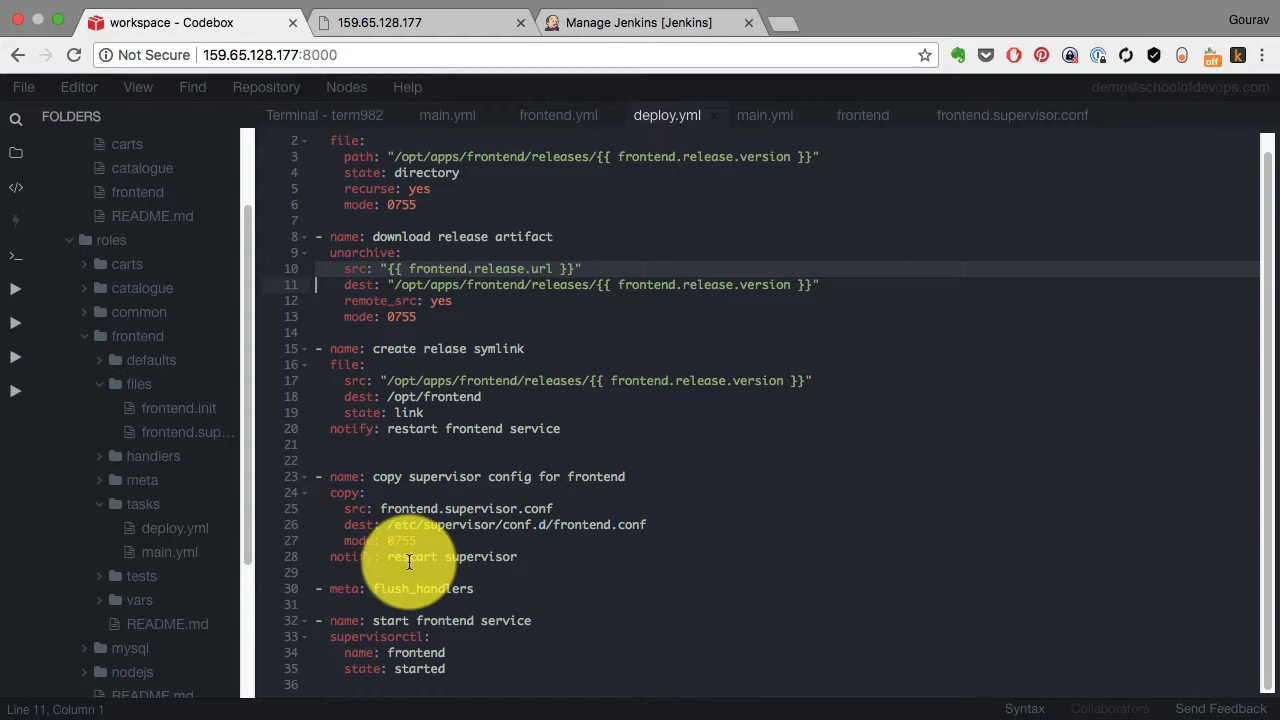 workspace - Codebox
159.65.128.177
Manage Jenkins [Jenkins]
Gourav
Not Secure 159.65.128.177:8000
off
k
File Edit View Find Repository Nodes Help
demo@schoolofdevops.com
FOLDERS
Terminal - term982 main.yml frontend.yml deploy.yml main.yml frontend frontend.supervisor.conf
carts
catalogue
frontend
README.md
roles
carts
catalogue
common
frontend
defaults
files
frontend.init
frontend.sup...
handlers
meta
tasks
deploy.yml
main.yml
tests
vars
README.md
mysql
nodejs
README.md
2 file:
3 path: "/opt/apps/frontend/releases/{{ frontend.release.version }}"
4 state: directory
5 recurse: yes
6 mode: 0755
7
8 - name: download release artifact
9 unarchive:
10 src: "{{ frontend.release.url }}"
11 dest: "/opt/apps/frontend/releases/{{ frontend.release.version }}"
12 remote_src: yes
13 mode: 0755
14
15 - name: create relase symlink
16 file:
17 src: "/opt/apps/frontend/releases/{{ frontend.release.version }}"
18 dest: /opt/frontend
19 state: link
20 notify: restart frontend service
21
22
23 - name: copy supervisor config for frontend
24 copy:
25 src: frontend.supervisor.conf
26 dest: /etc/supervisor/conf.d/frontend.conf
27 mode: 0755
28 notify : restart supervisor
29
30 - meta: flush_handlers
31
32 - name: start frontend service
33 supervisorctl:
34 name: frontend
35 state: started
36
Line 11, Column 1
Syntax Collaborators Send Feedback